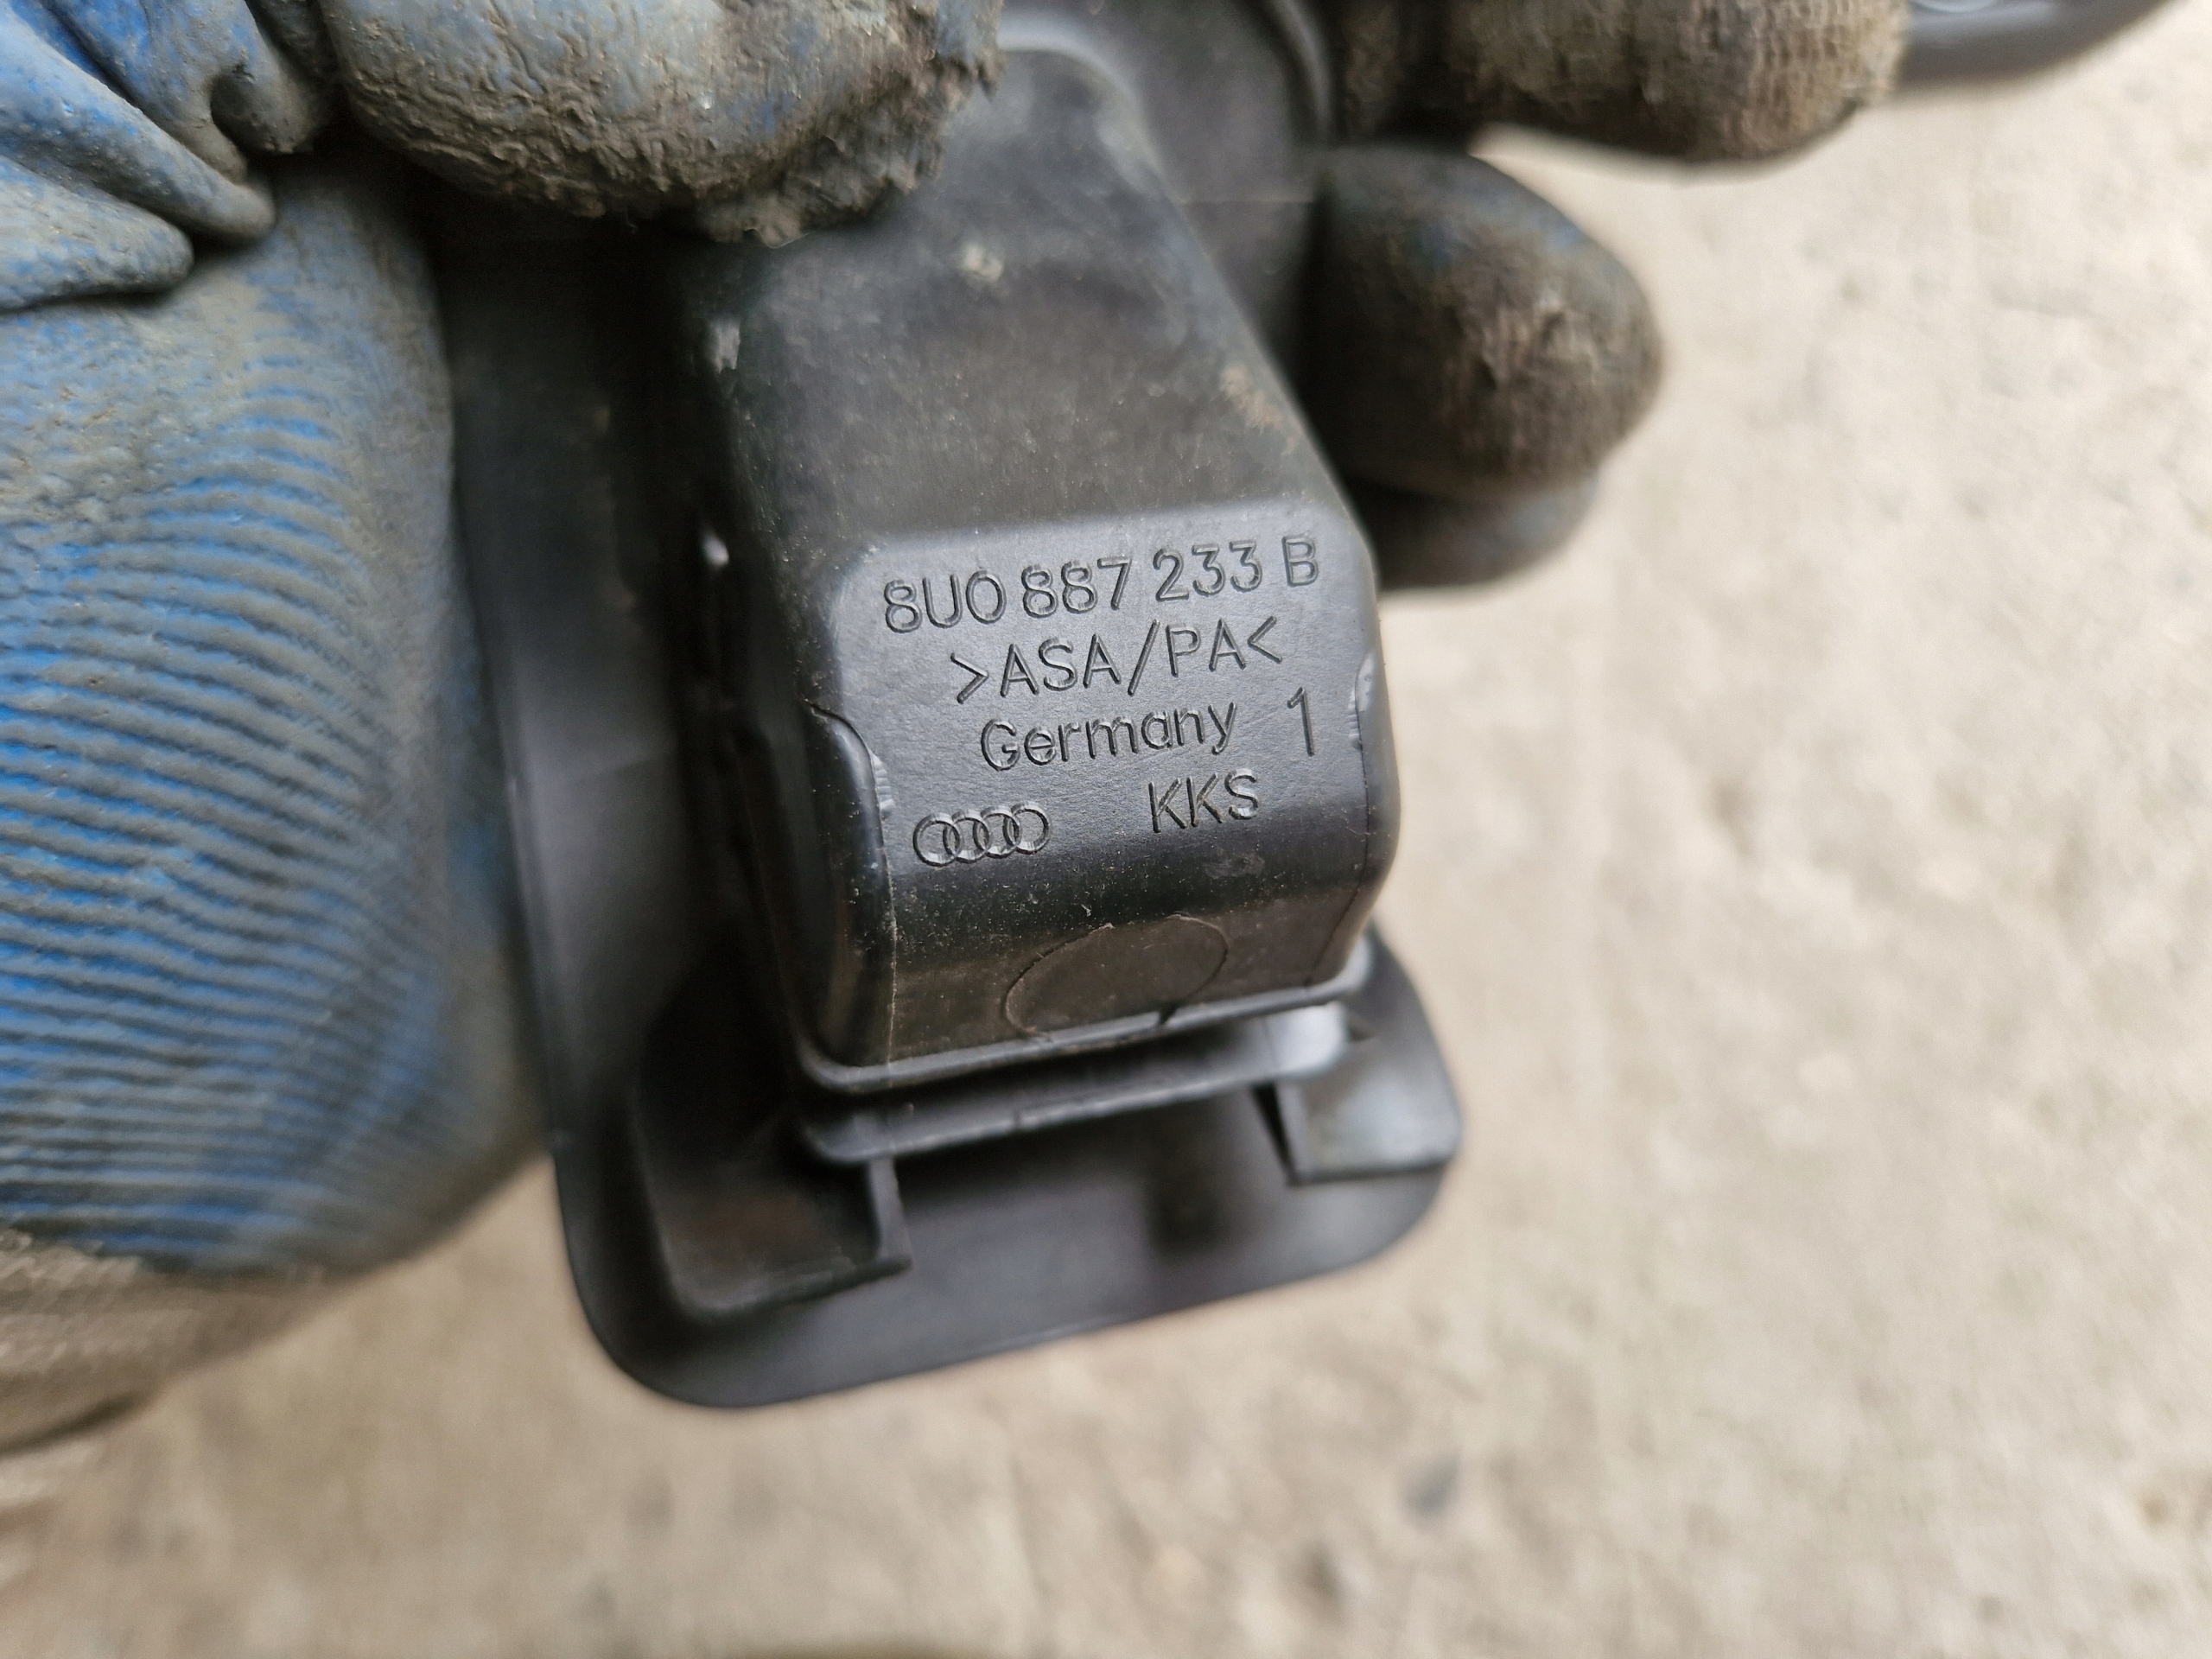 8U0 887 233 B
>ASA/PA<
Germany 1
KKS